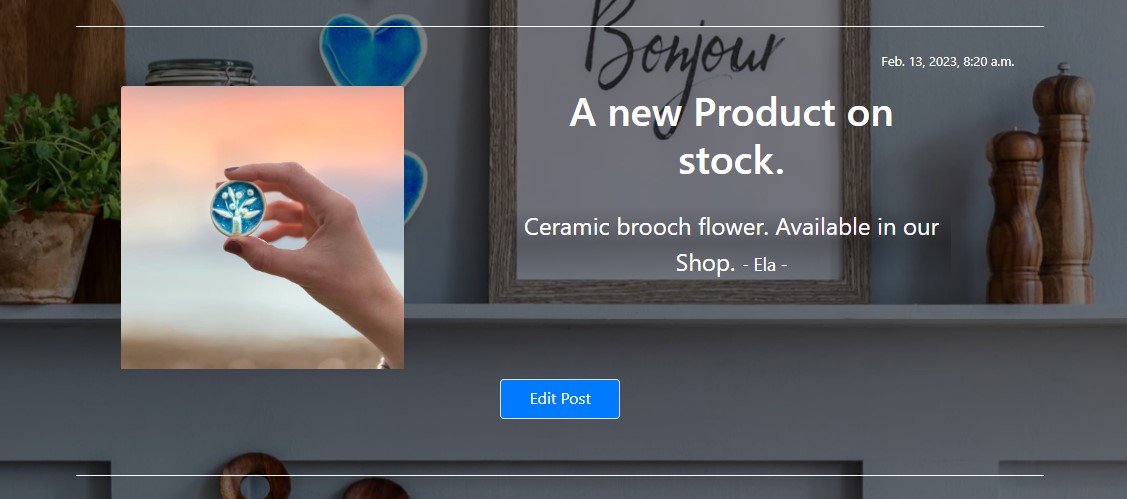 Bonjour
Feb. 13, 2023, 8:20 a.m.
A new Product on
stock.
Ceramic brooch flower. Available in our
Shop. - Ela -
Edit Post